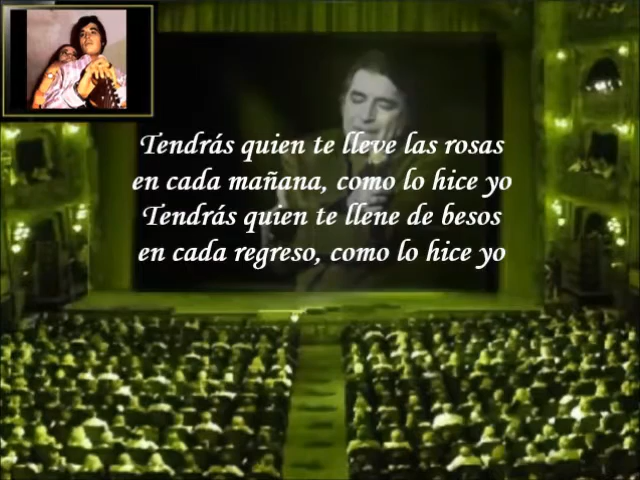 Tendrás quien te lleve las rosas
en cada mañana, como lo hice yo
Tendrás quien te llene de besos
en cada regreso, como lo hice yo